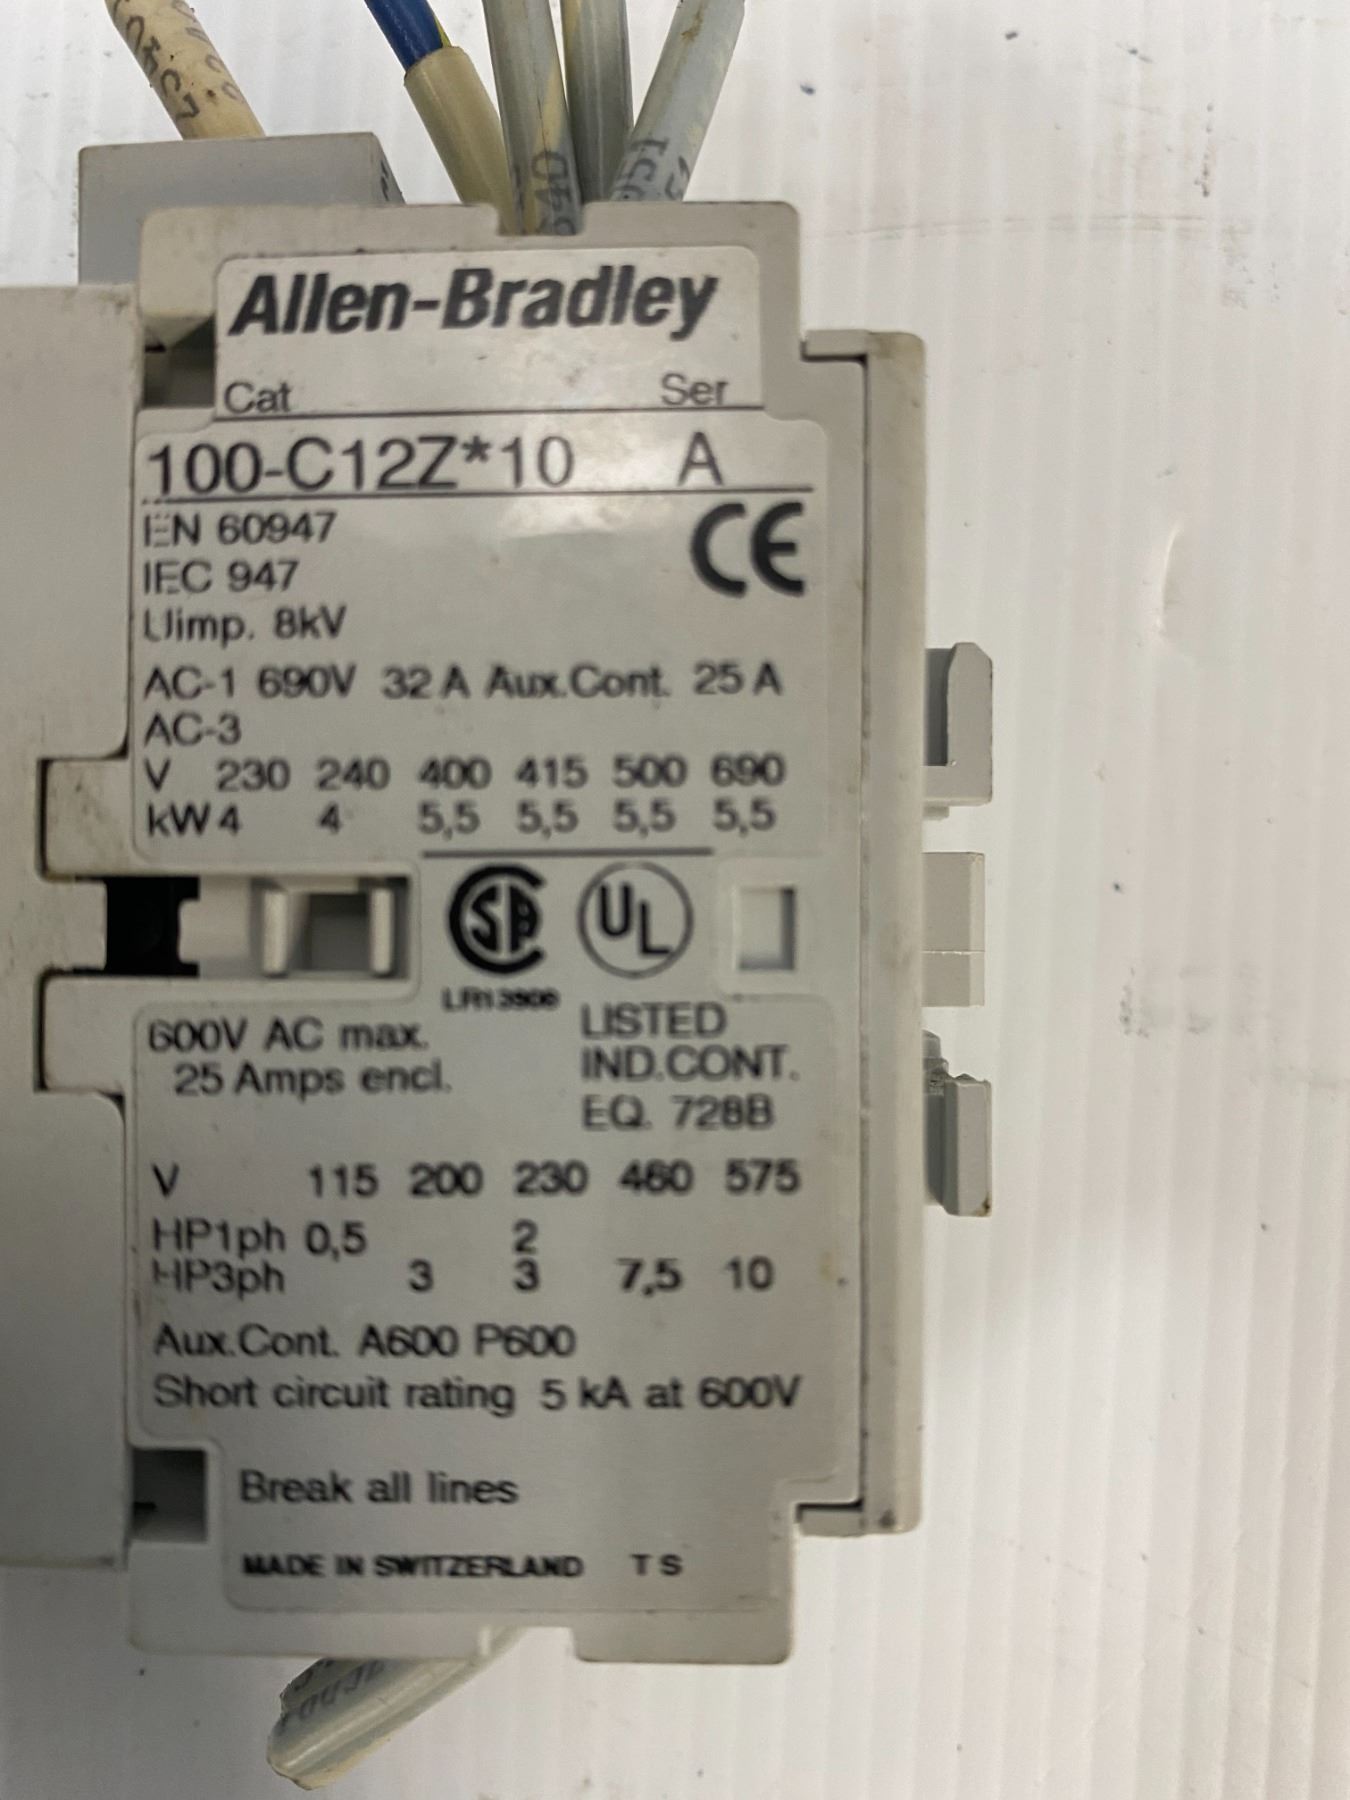 Allen-Bradley
Cat Ser
100-C12Z*10 A
EN 60947
IEC 947
Uimp. 8kV
CE
AC-1 690V 32 A Aux.Cont. 25 A
AC-3
V 230 240 400 415 500 690
kW 4 4 5,5 5,5 5,5 5,5
SA UL
600V AC max.
25 Amps encl.
LISTED
IND.CONT.
EQ. 728B
V 115 200 230 460 575
HP1ph 0,5 2
HP3ph 3 3 7,5 10
Aux.Cont. A600 P600
Short circuit rating 5 kA at 600V
Break all lines
MADE IN SWITZERLAND T S